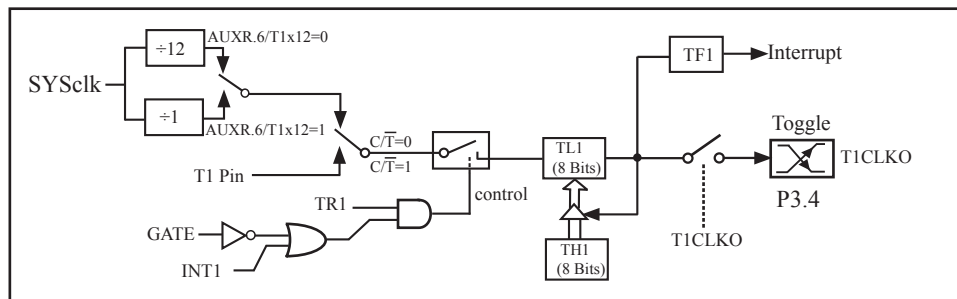 ÷12
AUXR.6/T1x12=0
SYSclk
÷1
AUXR.6/T1x12=1
T1 Pin
C/T̅=0
C/T̅=1
TR1
GATE
INT1
control
TL1
(8 Bits)
TH1
(8 Bits)
TF1
Interrupt
Toggle
T1CLKO
P3.4
T1CLKO